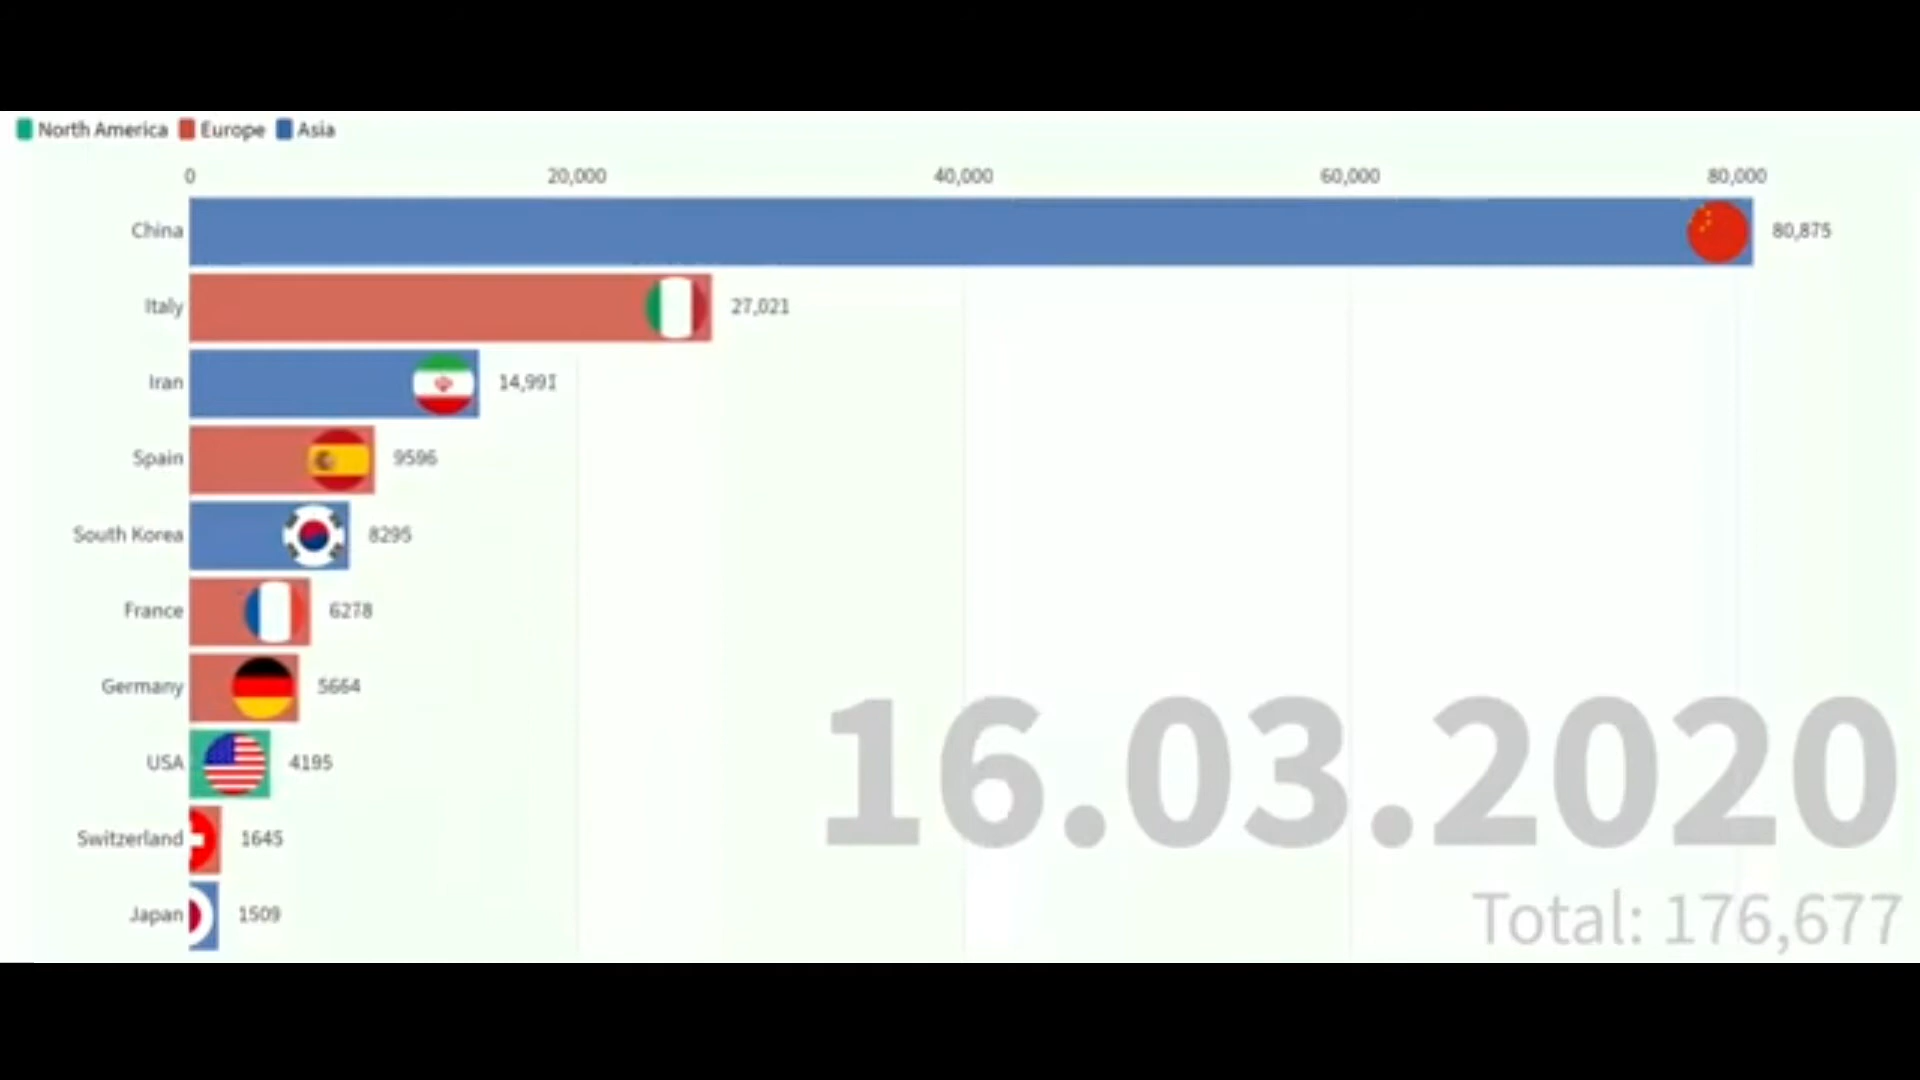 North America Europe Asia
0 20,000 40,000 60,000 80,000
China 80,875
Italy 27,021
Iran 14,991
Spain 9596
South Korea 8295
France 6278
Germany 5664
USA 4195
Switzerland 1645
Japan 1509
16.03.2020
Total: 176,677